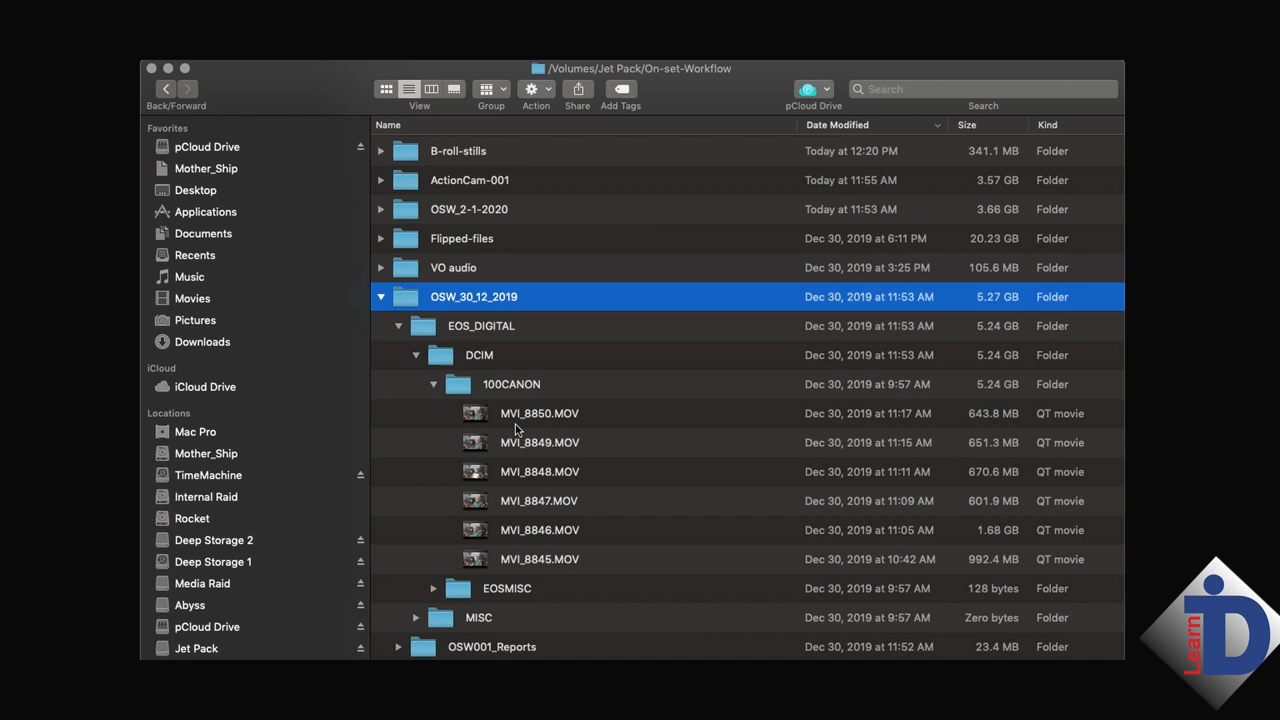 /Volumes/Jet Pack/On-set-Workflow
Back/Forward View Group Action Share Add Tags pCloud Drive Search Search
Name Date Modified Size Kind
Favorites
pCloud Drive
Mother_Ship
Desktop
Applications
Documents
Recents
Music
Movies
Pictures
Downloads
iCloud
iCloud Drive
Locations
Mac Pro
Mother_Ship
TimeMachine
Internal Raid
Rocket
Deep Storage 2
Deep Storage 1
Media Raid
Abyss
pCloud Drive
Jet Pack
B-roll-stills Today at 12:20 PM 341.1 MB Folder
ActionCam-001 Today at 11:55 AM 3.57 GB Folder
OSW_2-1-2020 Today at 11:53 AM 3.66 GB Folder
Flipped-files Dec 30, 2019 at 6:11 PM 20.23 GB Folder
VO audio Dec 30, 2019 at 3:25 PM 105.6 MB Folder
OSW_30_12_2019 Dec 30, 2019 at 11:53 AM 5.27 GB Folder
EOS_DIGITAL Dec 30, 2019 at 11:53 AM 5.24 GB Folder
DCIM Dec 30, 2019 at 11:53 AM 5.24 GB Folder
100CANON Dec 30, 2019 at 9:57 AM 5.24 GB Folder
MVI_8850.MOV Dec 30, 2019 at 11:17 AM 643.8 MB QT movie
MVI_8849.MOV Dec 30, 2019 at 11:15 AM 651.3 MB QT movie
MVI_8848.MOV Dec 30, 2019 at 11:11 AM 670.6 MB QT movie
MVI_8847.MOV Dec 30, 2019 at 11:09 AM 601.9 MB QT movie
MVI_8846.MOV Dec 30, 2019 at 11:05 AM 1.68 GB QT movie
MVI_8845.MOV Dec 30, 2019 at 10:42 AM 992.4 MB QT movie
EOSMISC Dec 30, 2019 at 9:57 AM 128 bytes Folder
MISC Dec 30, 2019 at 9:57 AM Zero bytes Folder
OSW001_Reports Dec 30, 2019 at 11:52 AM 23.4 MB Folder
Learn iD